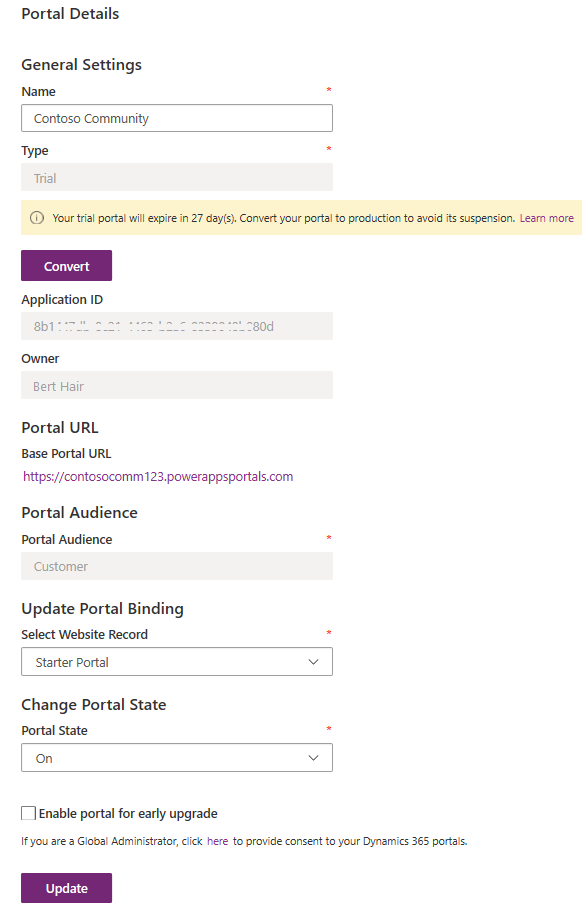 Portal Details
General Settings
Name *
Contoso Community
Type *
Trial
Your trial portal will expire in 27 day(s). Convert your portal to production to avoid its suspension. Learn more
Convert
Application ID
Owner
Bert Hair
Portal URL
Base Portal URL
https://contosocomm123.powerappsportals.com
Portal Audience
Portal Audience *
Customer
Update Portal Binding
Select Website Record *
Starter Portal
Change Portal State
Portal State *
On
Enable portal for early upgrade
If you are a Global Administrator, click here to provide consent to your Dynamics 365 portals.
Update